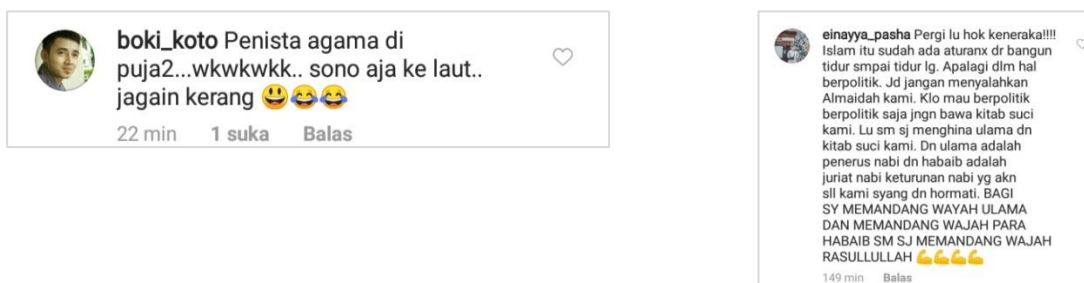 boki_koto Penista agama di
puja2...wkwkwkk.. sono aja ke laut..
jagain kerang 😃😂😂
22 min 1 suka Balas
einayya_pasha Pergi lu hok keneraka!!!!
Islam itu sudah ada aturanx dr bangun
tidur smpai tidur lg. Apalagi dlm hal
berpolitik. Jd jangan menyalahkan
Almaidah kami. Klo mau berpolitik
berpolitik saja jngn bawa kitab suci
kami. Lu sm sj menghina ulama dn
kitab suci kami. Dn ulama adalah
penerus nabi dn habaib adalah
juriat nabi keturunan nabi yg akn
sll kami syang dn hormati. BAGI
SY MEMANDANG WAYAH ULAMA
DAN MEMANDANG WAJAH PARA
HABAIB SM SJ MEMANDANG WAJAH
RASULLULLAH 💪💪💪💪
149 min Balas